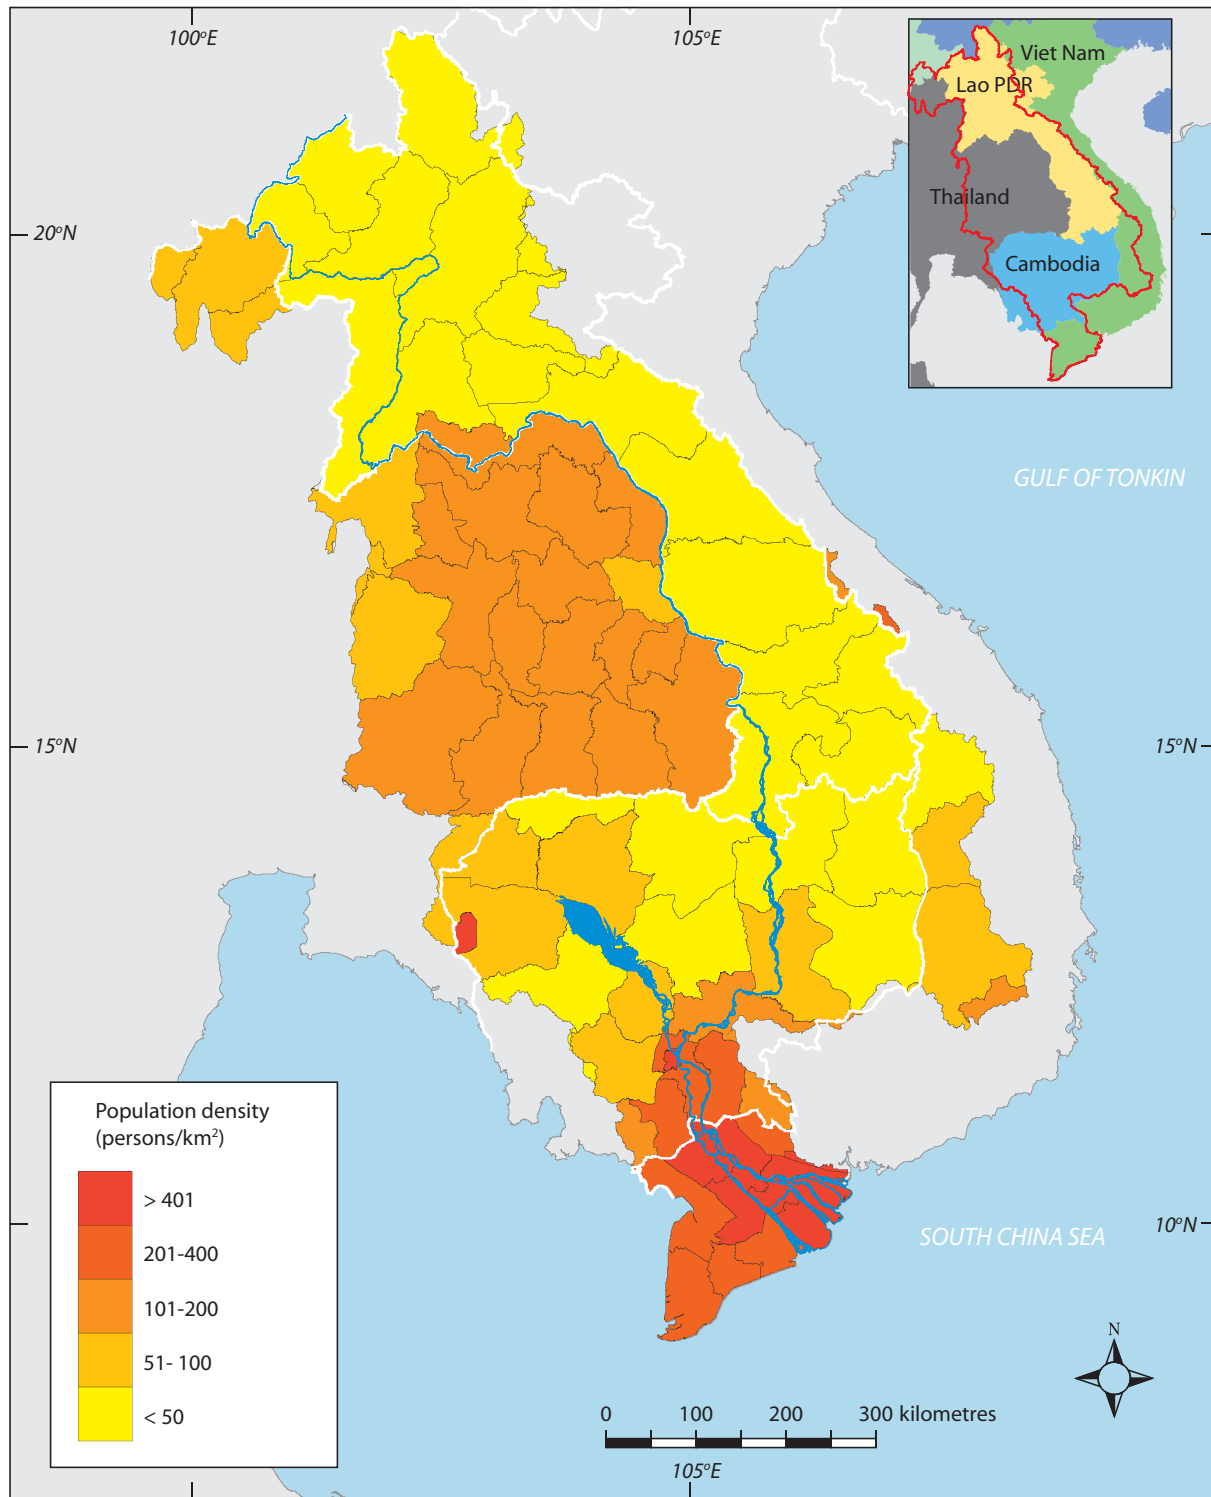 100°E
105°E
Viet Nam
Lao PDR
Thailand
Cambodia
20°N
GULF OF TONKIN
15°N
15°N
Population density
(persons/km²)
> 401
201-400
101-200
51- 100
< 50
10°N
SOUTH CHINA SEA
N
0 100 200 300 kilometres
105°E